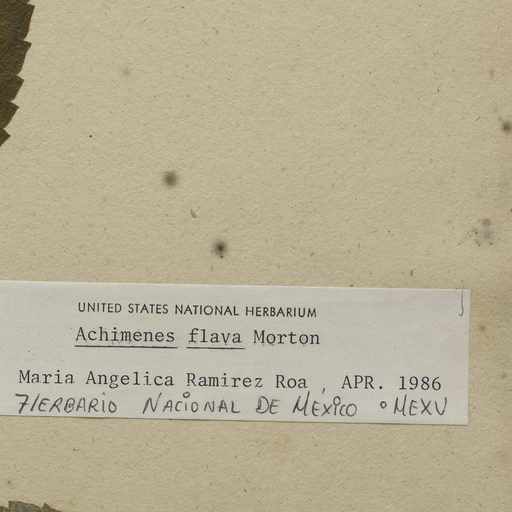 UNITED STATES NATIONAL HERBARIUM
Achimenes flava Morton
Maria Angelica Ramirez Roa , APR. 1986
HERBARIO NACIONAL DE MEXICO ° MEXU